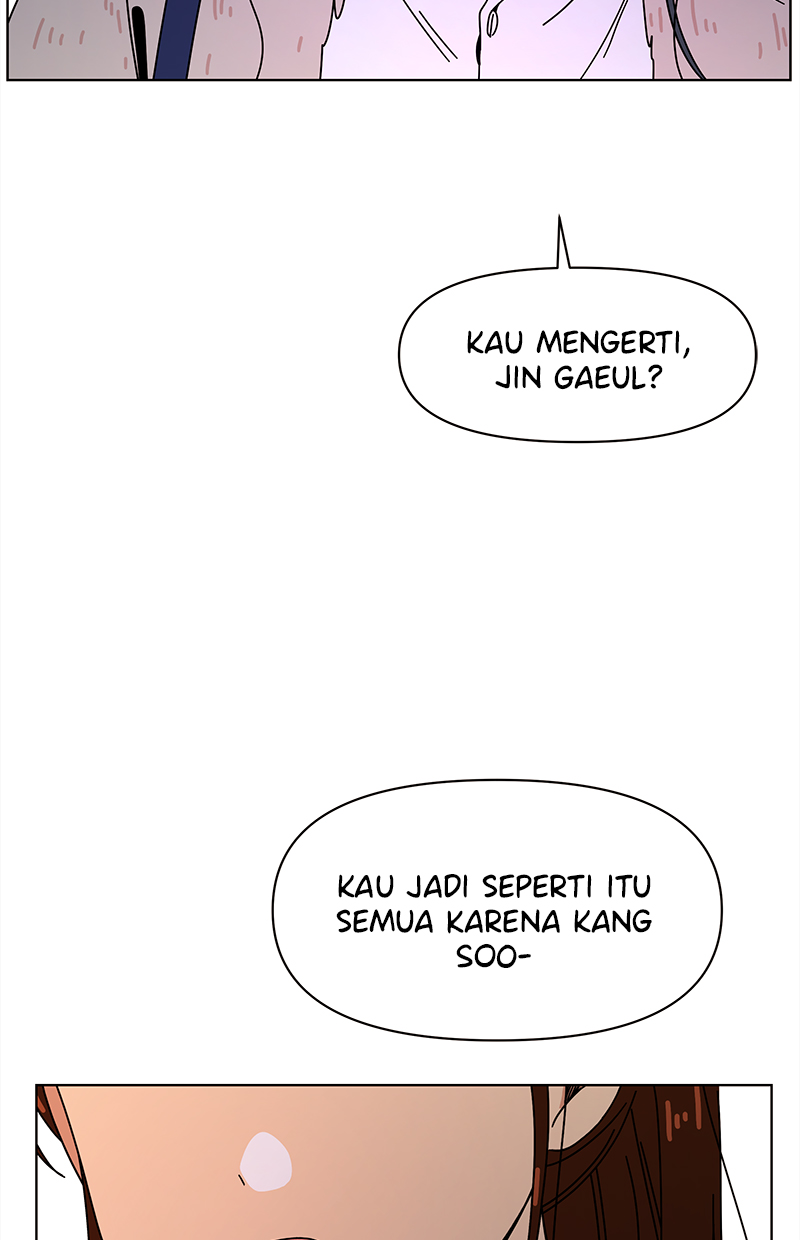 KAU MENGERTI,
JIN GAEUL?
KAU JADI SEPERTI ITU
SEMUA KARENA KANG
SOO-